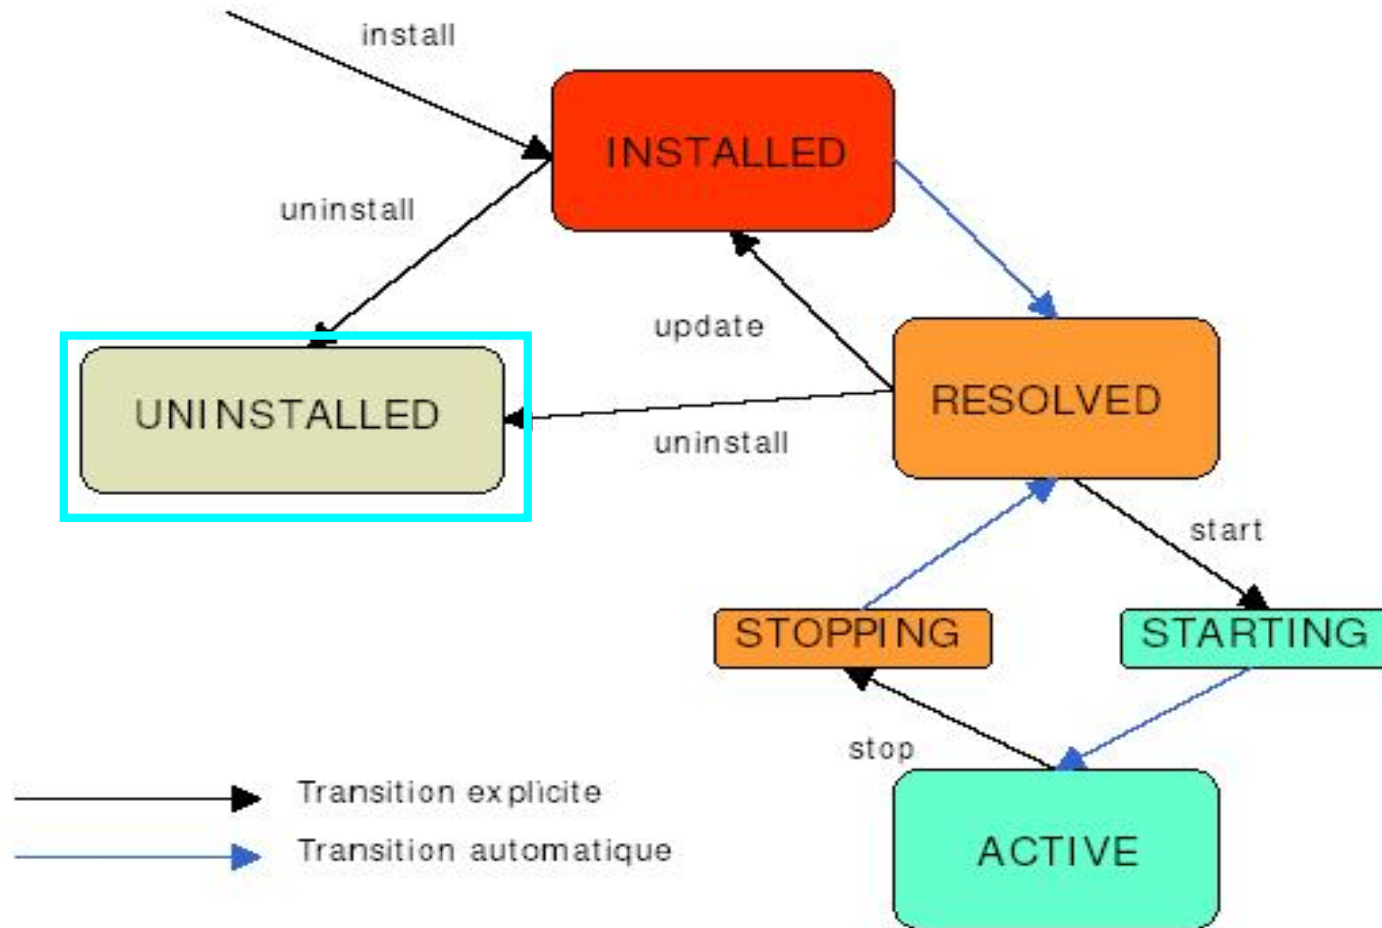 install
INSTALLED
uninstall
update
UNINSTALLED
RESOLVED
uninstall
start
STOPPING
STARTING
stop
Transition explicite
Transition automatique
ACTIVE